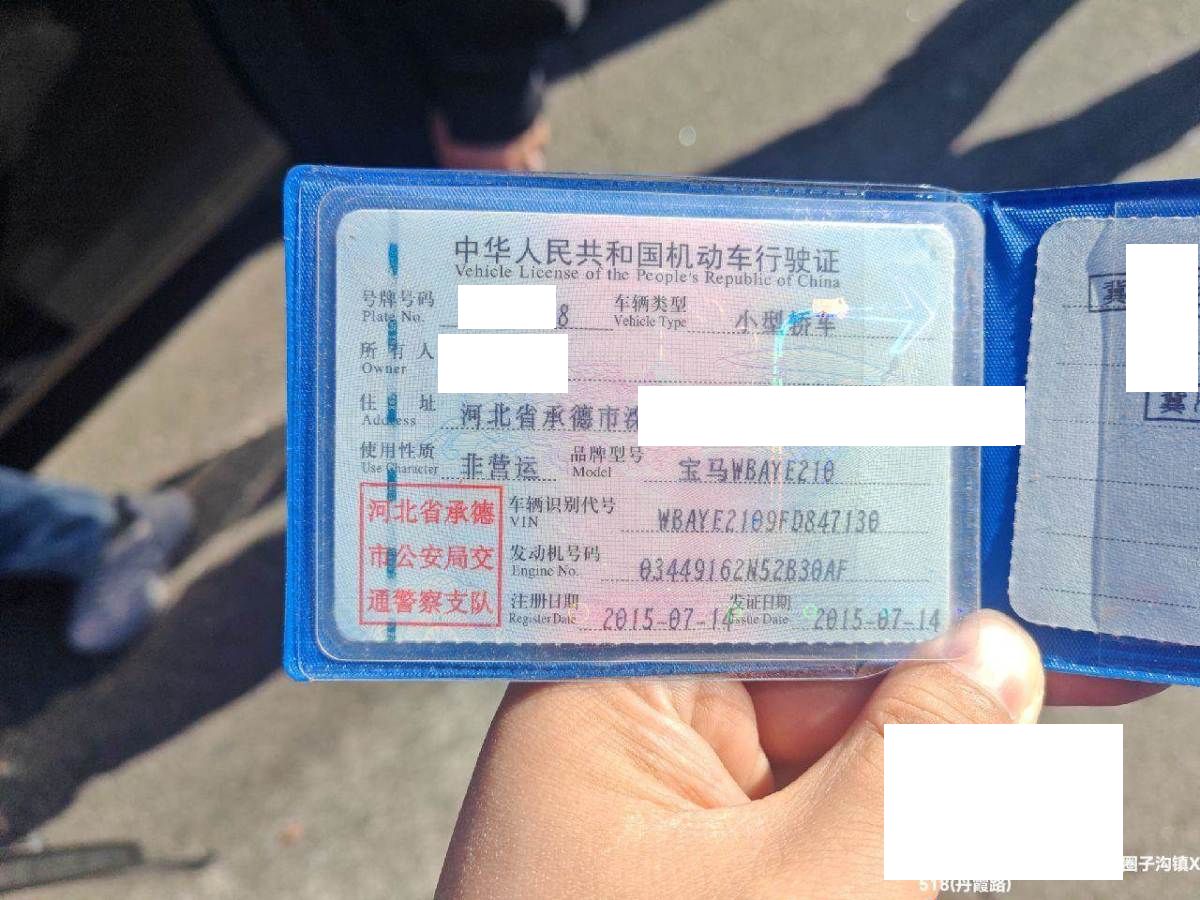 中华人民共和国机动车行驶证
Vehicle License of the People's Republic of China
号牌号码 8 车辆类型 小型轿车
Plate No. Vehicle Type
所有人
Owner
住址 河北省承德市
Address
使用性质 非营运 品牌型号 宝马WBAYE210
Use Character Model
河北省承德 车辆识别代号 WBAYE2109FD847130
VIN
市公安局交 发动机号码 03449162N52B30AF
Engine No.
通警察支队 注册日期 2015-07-14 发证日期 2015-07-14
Register Date Issue Date
冀
冀
圈子沟镇X
518(丹霞路)